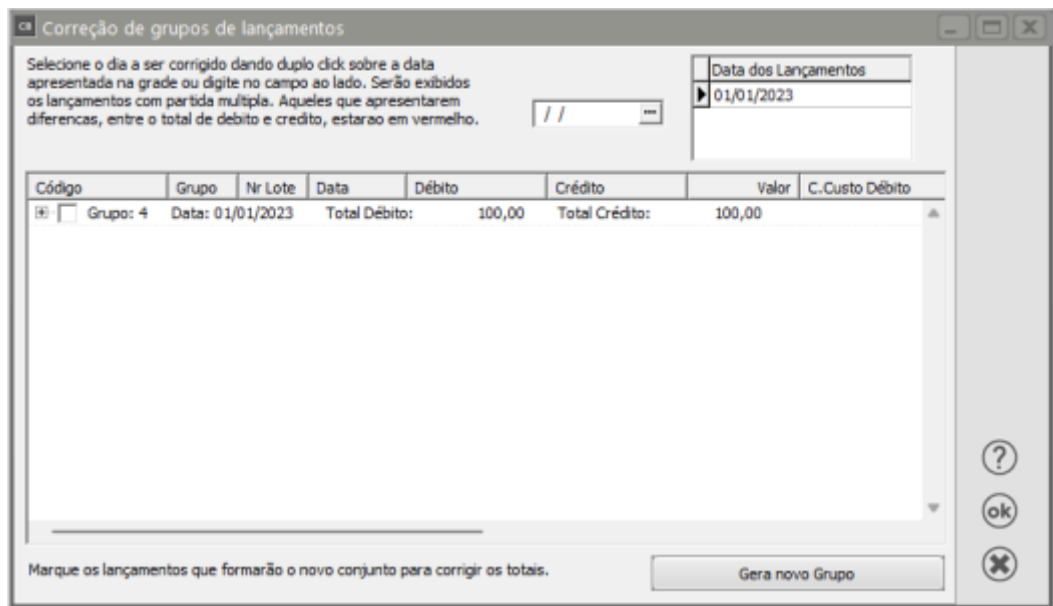 CB Correção de grupos de lançamentos
Selecione o dia a ser corrigido dando duplo click sobre a data
apresentada na grade ou digite no campo ao lado. Serão exibidos
os lançamentos com partida multipla. Aqueles que apresentarem
diferencas, entre o total de debito e credito, estarao em vermelho.
/ / ...
Data dos Lançamentos
01/01/2023
Código Grupo Nr Lote Data Débito Crédito Valor C.Custo Débito
Grupo: 4 Data: 01/01/2023 Total Débito: 100,00 Total Crédito: 100,00
?
ok
Marque os lançamentos que formarão o novo conjunto para corrigir os totais.
Gera novo Grupo